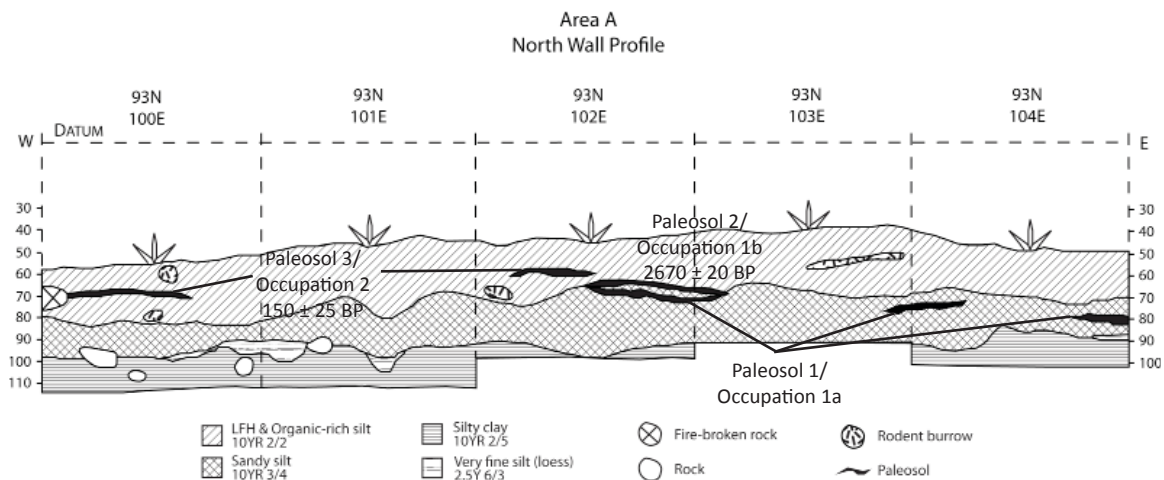 Area A
North Wall Profile
93N
100E
93N
101E
93N
102E
93N
103E
93N
104E
DATUM
W
E
30
40
50
60
70
80
90
100
110
30
40
50
60
70
80
90
100
Paleosol 3/
Occupation 2
150 ± 25 BP
Paleosol 2/
Occupation 1b
2670 ± 20 BP
Paleosol 1/
Occupation 1a
LFH & Organic-rich silt
10YR 2/2
Sandy silt
10YR 3/4
Silty clay
10YR 2/5
Very fine silt (loess)
2.5Y 6/3
Fire-broken rock
Rock
Rodent burrow
Paleosol